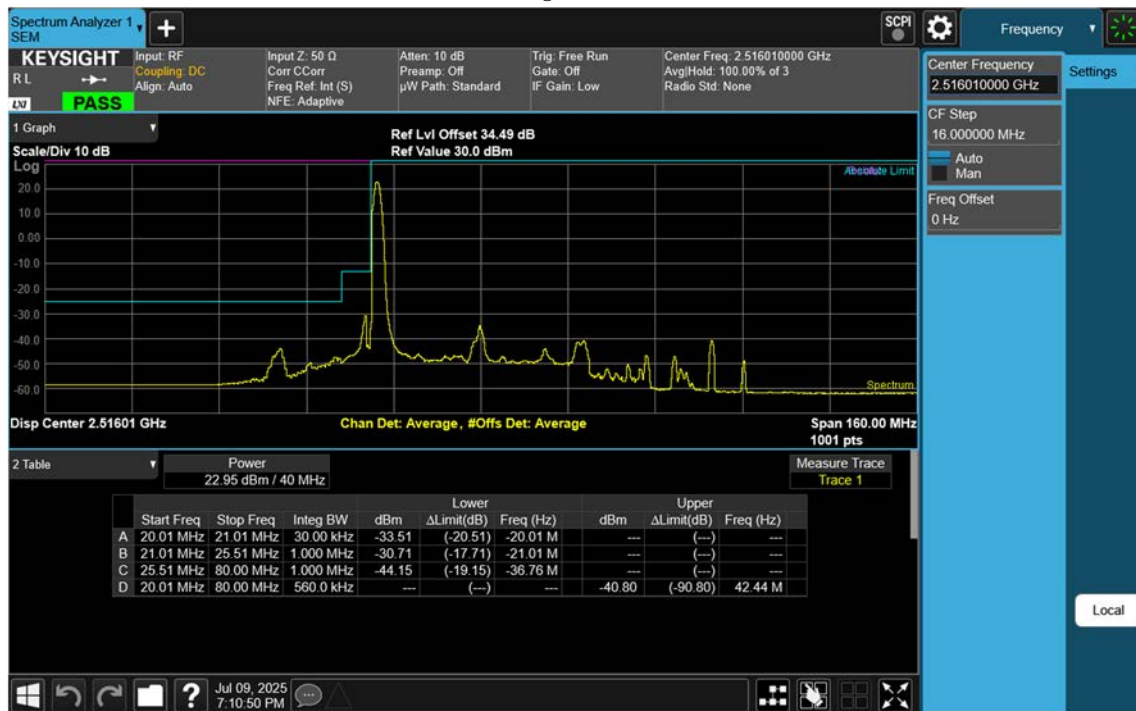 Spectrum Analyzer 1
SEM
+
SCPI
Frequency
KEYSIGHT
R L
LXI
PASS
Input: RF
Coupling: DC
Align: Auto
Input Z: 50 Ω
Corr CCorr
Freq Ref: Int (S)
NFE: Adaptive
Atten: 10 dB
Preamp: Off
µW Path: Standard
Trig: Free Run
Gate: Off
IF Gain: Low
Center Freq: 2.516010000 GHz
Avg|Hold: 100.00% of 3
Radio Std: None
Center Frequency
2.516010000 GHz
Settings
CF Step
16.000000 MHz
Auto
Man
Freq Offset
0 Hz
1 Graph
Scale/Div 10 dB
Ref Lvl Offset 34.49 dB
Ref Value 30.0 dBm
Log
Absolute Limit
20.0
10.0
0.00
-10.0
-20.0
-30.0
-40.0
-50.0
-60.0
Spectrum
Disp Center 2.51601 GHz
Chan Det: Average, #Offs Det: Average
Span 160.00 MHz
1001 pts
2 Table
Power
22.95 dBm / 40 MHz
Measure Trace
Trace 1
Lower Upper
Start Freq Stop Freq Integ BW dBm ΔLimit(dB) Freq (Hz) dBm ΔLimit(dB) Freq (Hz)
A 20.01 MHz 21.01 MHz 30.00 kHz -33.51 (-20.51) -20.01 M --- (---) ---
B 21.01 MHz 25.51 MHz 1.000 MHz -30.71 (-17.71) -21.01 M --- (---) ---
C 25.51 MHz 80.00 MHz 1.000 MHz -44.15 (-19.15) -36.76 M --- (---) ---
D 20.01 MHz 80.00 MHz 560.0 kHz --- (---) --- -40.80 (-90.80) 42.44 M
Local
?
Jul 09, 2025
7:10:50 PM